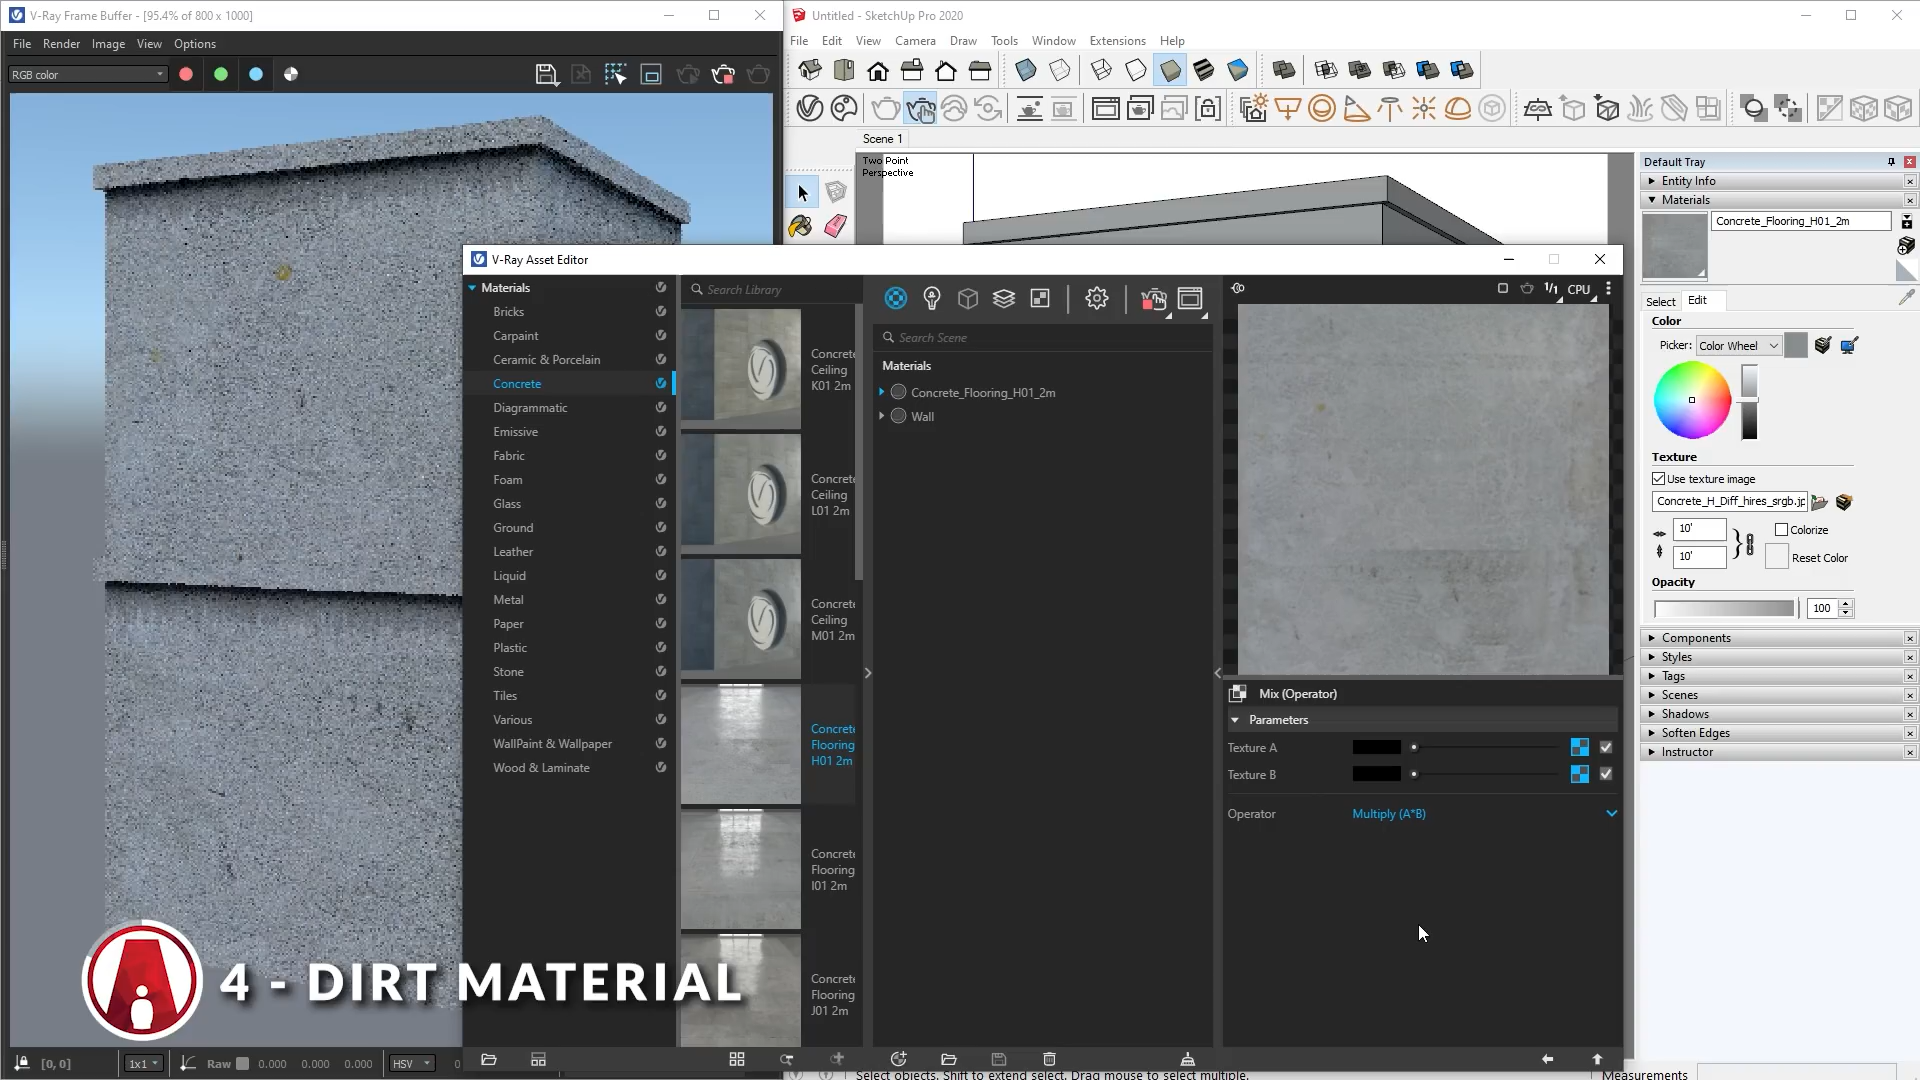 V-Ray Frame Buffer - [95.4% of 800 x 1000]
File Render Image View Options
RGB color
Untitled - SketchUp Pro 2020
File Edit View Camera Draw Tools Window Extensions Help
Scene 1
Two Point
Perspective
Default Tray
Entity Info
Materials
Concrete_Flooring_H01_2m
Select Edit
Color
Picker: Color Wheel
Texture
Use texture image
Concrete_H_Diff_hires_srgb.jp
10'
Colorize
10'
Reset Color
Opacity
100
Components
Styles
Tags
Scenes
Shadows
Soften Edges
Instructor
V-Ray Asset Editor
Materials
Bricks
Carpaint
Ceramic & Porcelain
Concrete
Diagrammatic
Emissive
Fabric
Foam
Glass
Ground
Leather
Liquid
Metal
Paper
Plastic
Stone
Tiles
Various
WallPaint & Wallpaper
Wood & Laminate
Search Library
Concrete
Ceiling
K01 2m
Concrete
Ceiling
L01 2m
Concrete
Ceiling
M01 2m
Concrete
Flooring
H01 2m
Concrete
Flooring
I01 2m
Concrete
Flooring
J01 2m
Search Scene
Materials
Concrete_Flooring_H01_2m
Wall
1/1 CPU
Mix (Operator)
Parameters
Texture A
Texture B
Operator Multiply (A*B)
4 - DIRT MATERIAL
[0, 0] 1x1 Raw 0.000 0.000 0.000 HSV 0
Select objects. Shift to extend select. Drag mouse to select multiple.
Measurements